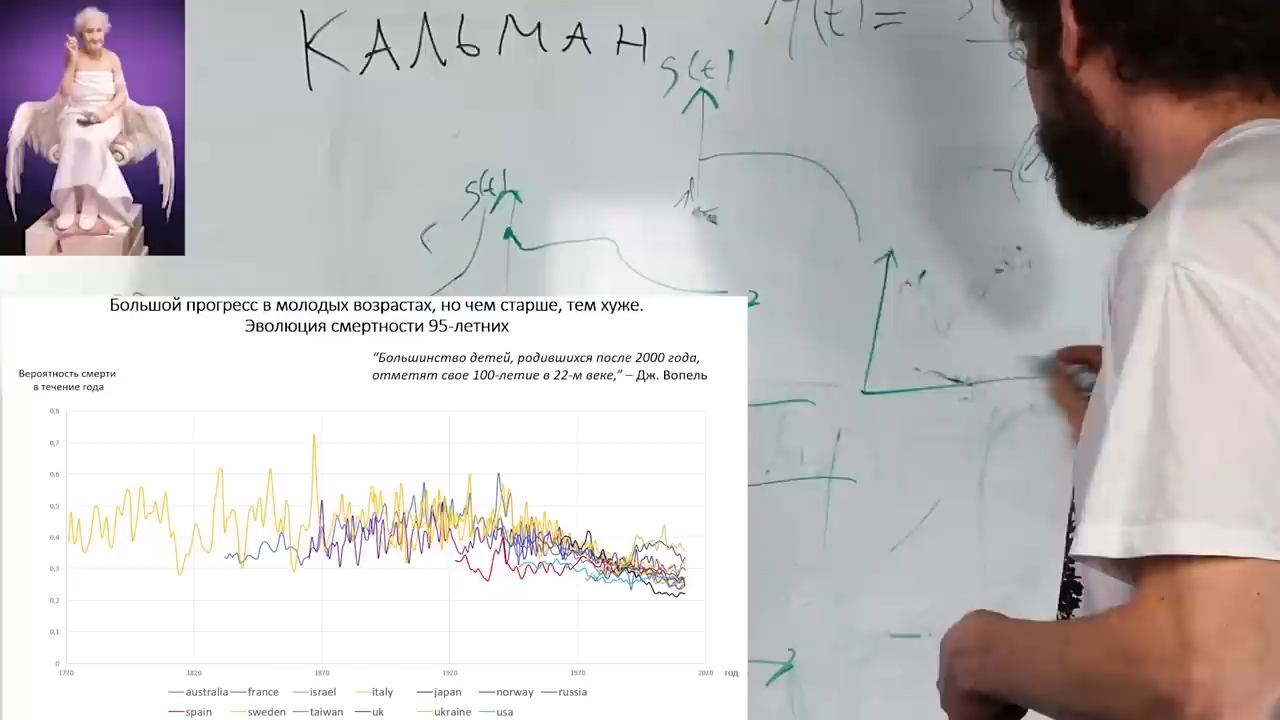 КАЛЬМАН
S(t)
η(t) =
S(t)
Большой прогресс в молодых возрастах, но чем старше, тем хуже.
Эволюция смертности 95-летних
“Большинство детей, родившихся после 2000 года,
отметят свое 100-летие в 22-м веке,” – Дж. Вопель
Вероятность смерти
в течение года
0,8
0,7
0,6
0,5
0,4
0,3
0,2
0,1
0
1770 1820 1870 1920 1970 2020 год
australia france israel italy japan norway russia
spain sweden taiwan uk ukraine usa